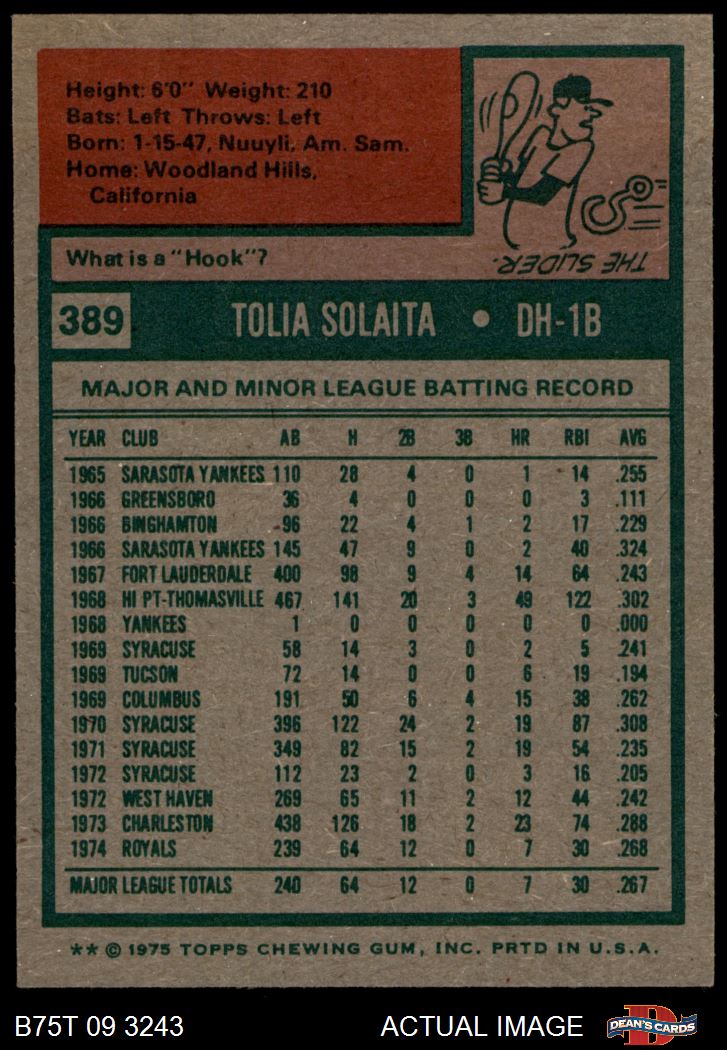 Height: 6'0" Weight: 210
Bats: Left Throws: Left
Born: 1-15-47, Nuuyli, Am. Sam.
Home: Woodland Hills,
California
What is a "Hook"?
THE SLIDER.
389 TOLIA SOLAITA • DH-1B
MAJOR AND MINOR LEAGUE BATTING RECORD
YEAR CLUB AB H 2B 3B HR RBI AVG
1965 SARASOTA YANKEES 110 28 4 0 1 14 .255
1966 GREENSBORO 36 4 0 0 0 3 .111
1966 BINGHAMTON 96 22 4 1 2 17 .229
1966 SARASOTA YANKEES 145 47 9 0 2 40 .324
1967 FORT LAUDERDALE 400 98 9 4 14 64 .243
1968 HI PT-THOMASVILLE 467 141 20 3 49 122 .302
1968 YANKEES 1 0 0 0 0 0 .000
1969 SYRACUSE 58 14 3 0 2 5 .241
1969 TUCSON 72 14 0 0 6 19 .194
1969 COLUMBUS 191 50 6 4 15 38 .262
1970 SYRACUSE 396 122 24 2 19 87 .308
1971 SYRACUSE 349 82 15 2 19 54 .235
1972 SYRACUSE 112 23 2 0 3 16 .205
1972 WEST HAVEN 269 65 11 2 12 44 .242
1973 CHARLESTON 438 126 18 2 23 74 .288
1974 ROYALS 239 64 12 0 7 30 .268
MAJOR LEAGUE TOTALS 240 64 12 0 7 30 .267
** © 1975 TOPPS CHEWING GUM, INC. PRTD IN U.S.A.
B75T 09 3243 ACTUAL IMAGE D DEAN'S CARDS